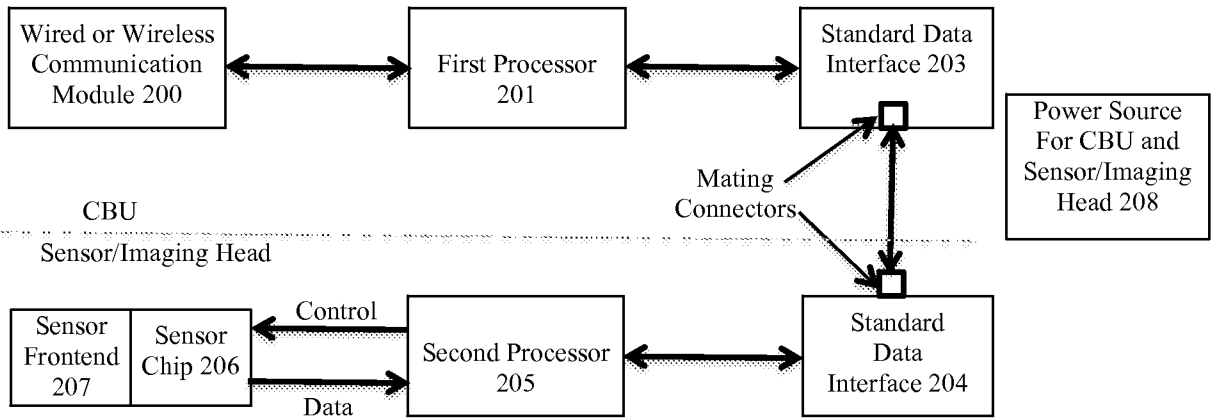 Wired or Wireless
Communication
Module 200
First Processor
201
Standard Data
Interface 203
Power Source
For CBU and
Sensor/Imaging
Head 208
Mating
Connectors
CBU
Sensor/Imaging Head
Sensor
Frontend
207
Sensor
Chip 206
Control
Data
Second Processor
205
Standard
Data
Interface 204